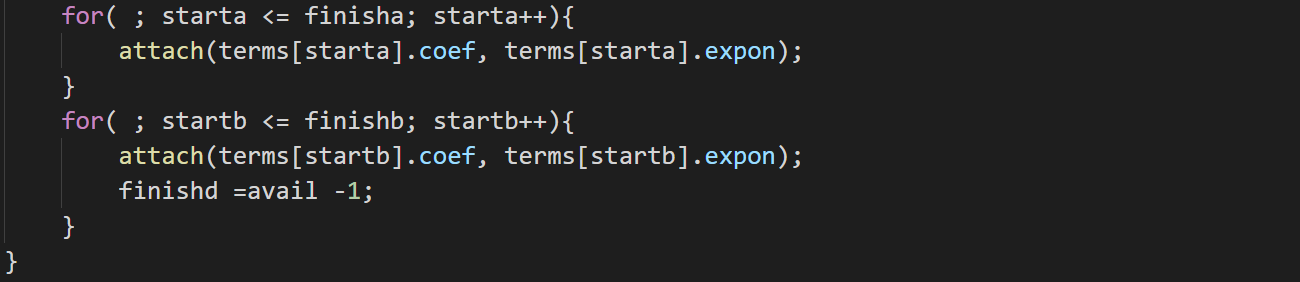 for( ; starta <= finisha; starta++){
attach(terms[starta].coef, terms[starta].expon);
}
for( ; startb <= finishb; startb++){
attach(terms[startb].coef, terms[startb].expon);
finishd =avail -1;
}
}